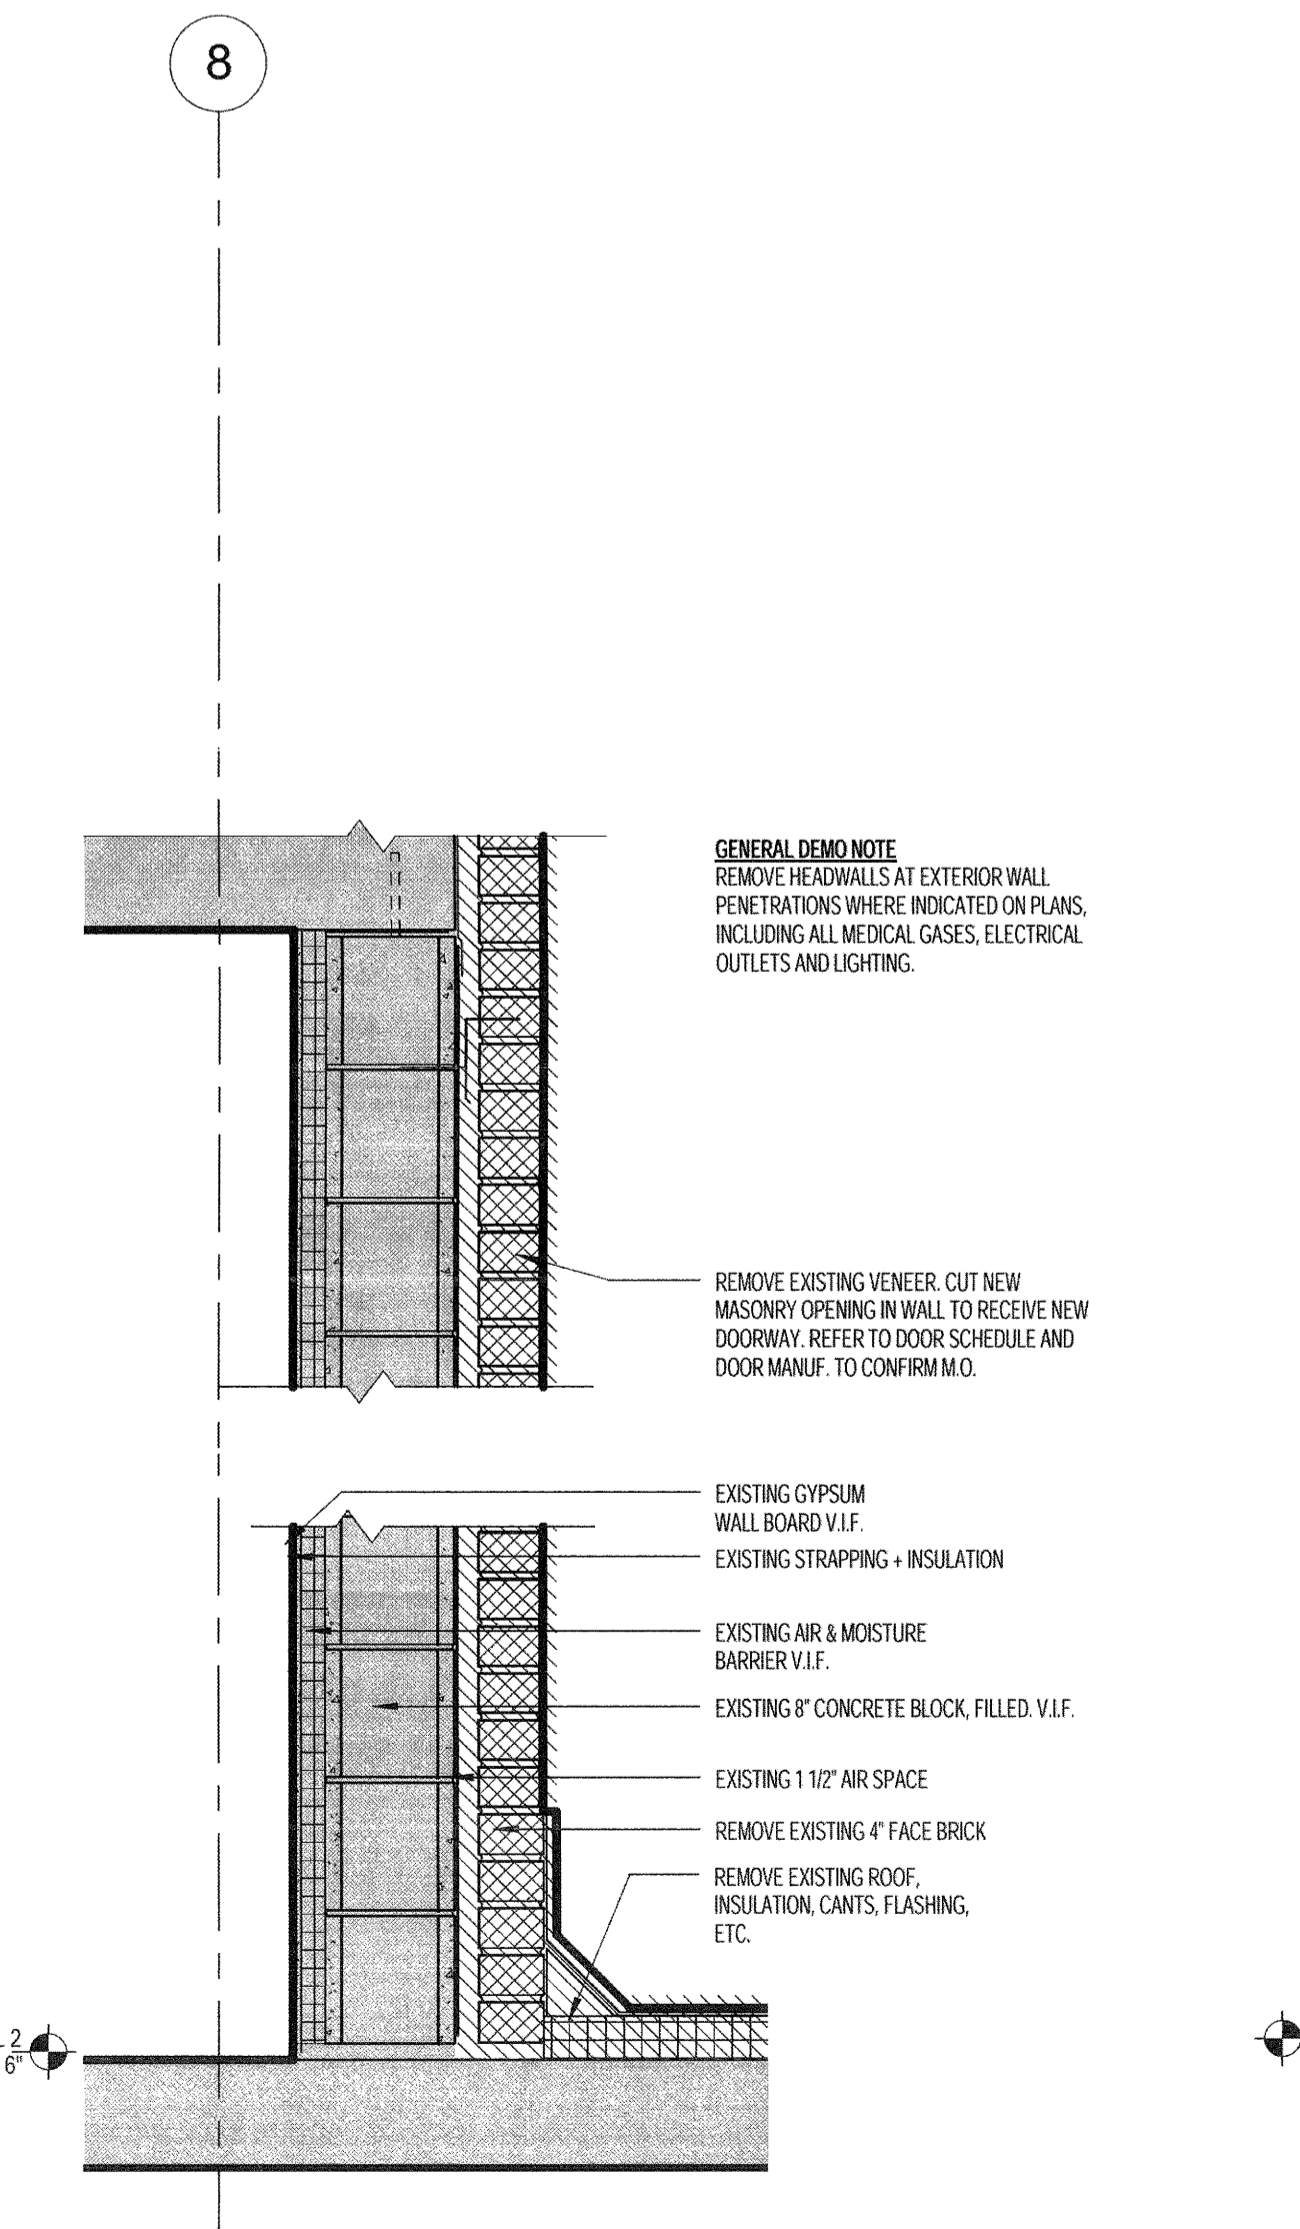 8
GENERAL DEMO NOTE
REMOVE HEADWALLS AT EXTERIOR WALL
PENETRATIONS WHERE INDICATED ON PLANS,
INCLUDING ALL MEDICAL GASES, ELECTRICAL
OUTLETS AND LIGHTING.
REMOVE EXISTING VENEER. CUT NEW
MASONRY OPENING IN WALL TO RECEIVE NEW
DOORWAY. REFER TO DOOR SCHEDULE AND
DOOR MANUF. TO CONFIRM M.O.
EXISTING GYPSUM
WALL BOARD V.I.F.
EXISTING STRAPPING + INSULATION
EXISTING AIR & MOISTURE
BARRIER V.I.F.
EXISTING 8" CONCRETE BLOCK, FILLED. V.I.F.
EXISTING 1 1/2" AIR SPACE
REMOVE EXISTING 4" FACE BRICK
REMOVE EXISTING ROOF,
INSULATION, CANTS, FLASHING,
ETC.
2
6"